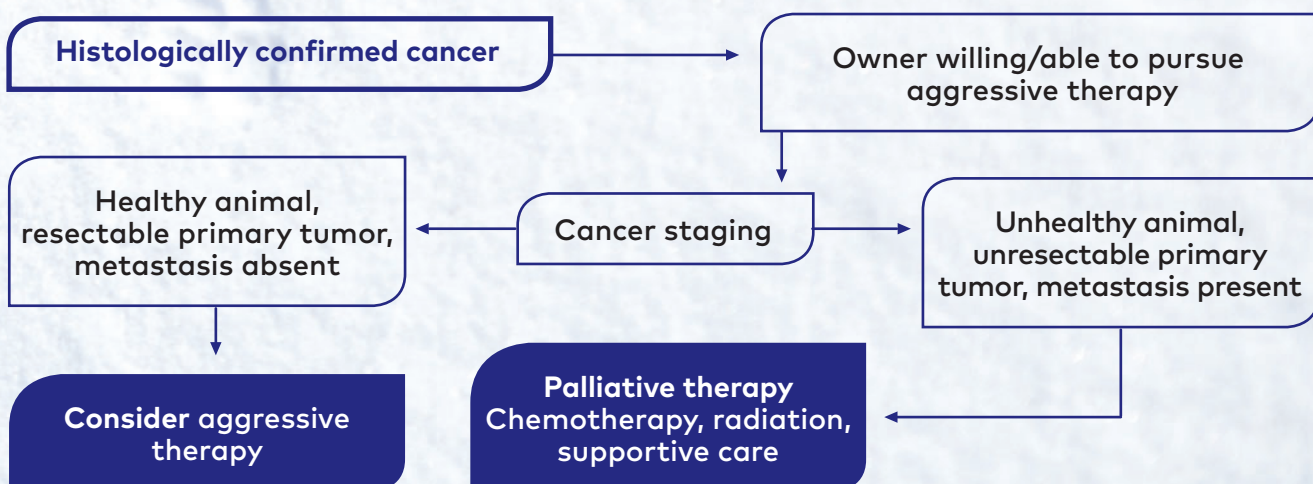 Histologically confirmed cancer
Owner willing/able to pursue
aggressive therapy
Healthy animal,
resectable primary tumor,
metastasis absent
Cancer staging
Unhealthy animal,
unresectable primary
tumor, metastasis present
Consider aggressive
therapy
Palliative therapy
Chemotherapy, radiation,
supportive care